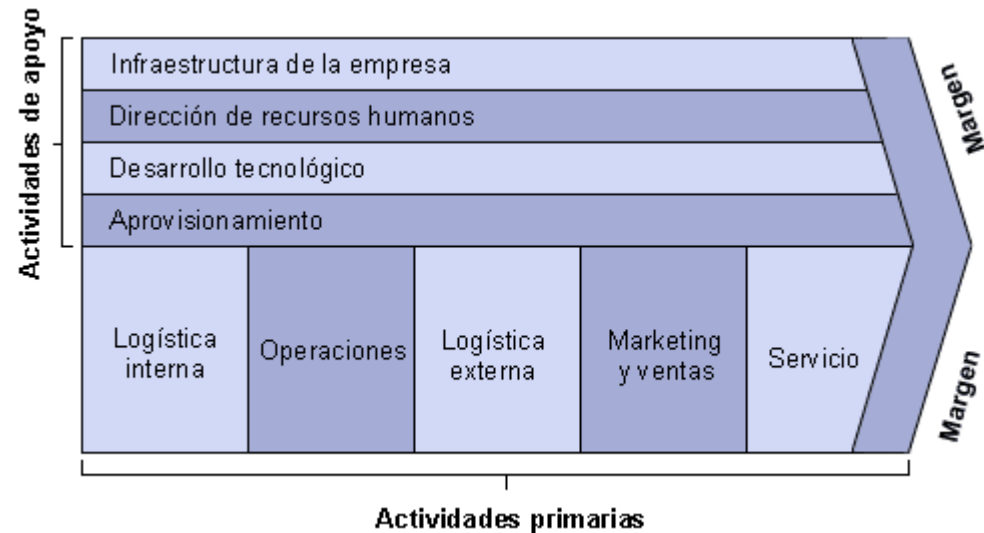 Actividades de apoyo
Infraestructura de la empresa
Dirección de recursos humanos
Desarrollo tecnológico
Aprovisionamiento
Margen
Logística
interna
Operaciones
Logística
externa
Marketing
y ventas
Servicio
Margen
Actividades primarias